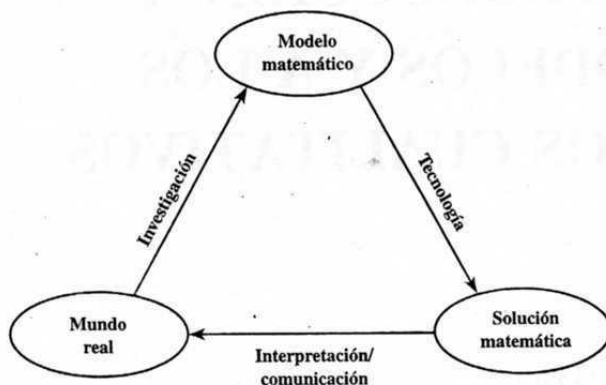 Modelo
matemático
Investigación
Tecnología
Mundo
real
Solución
matemática
Interpretación/
comunicación